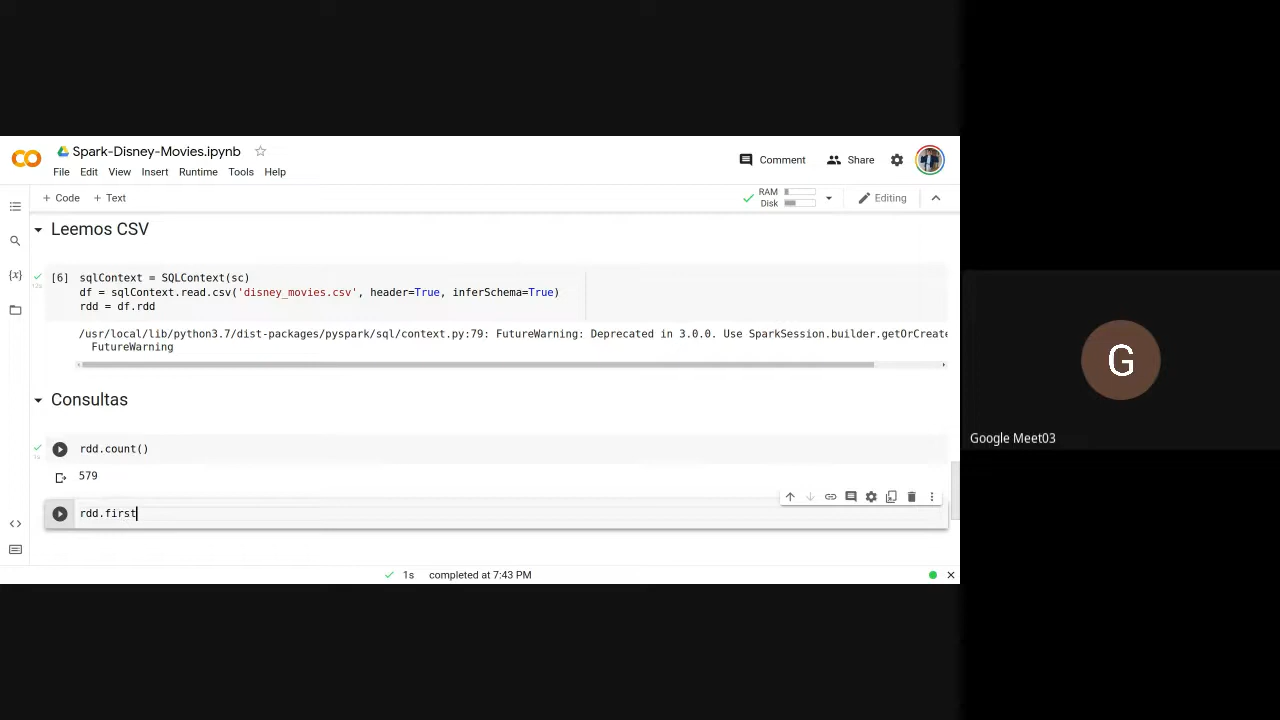 Spark-Disney-Movies.ipynb
Comment
Share
File Edit View Insert Runtime Tools Help
+ Code + Text
RAM
Disk
Editing
Leemos CSV
[6] sqlContext = SQLContext(sc)
df = sqlContext.read.csv('disney_movies.csv', header=True, inferSchema=True)
rdd = df.rdd
/usr/local/lib/python3.7/dist-packages/pyspark/sql/context.py:79: FutureWarning: Deprecated in 3.0.0. Use SparkSession.builder.getOrCreate
FutureWarning
Consultas
rdd.count()
579
rdd.first
1s completed at 7:43 PM
G
Google Meet03